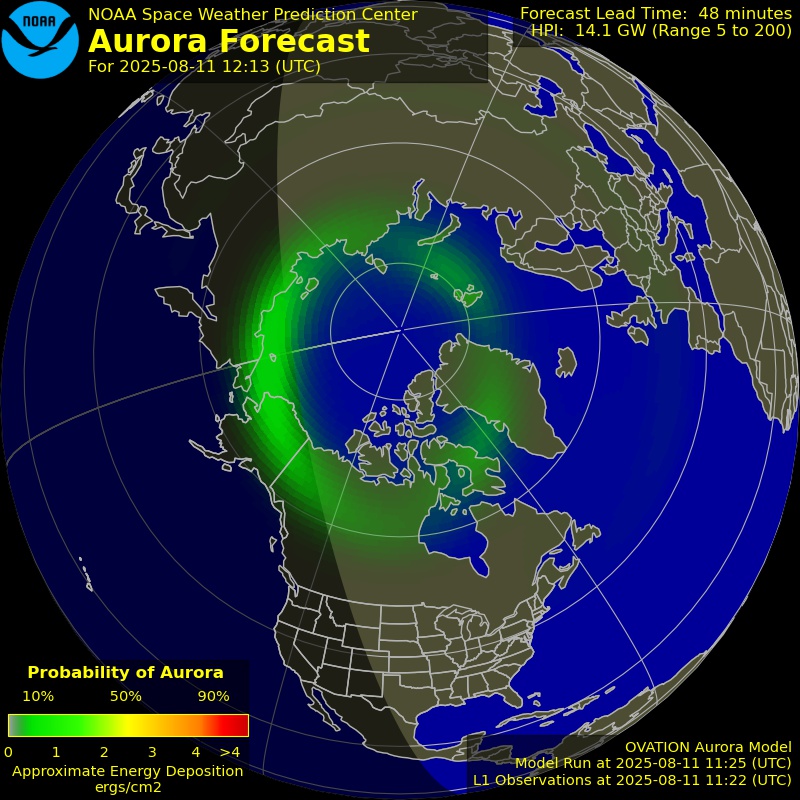 NOAA
NOAA Space Weather Prediction Center
Aurora Forecast
For 2025-08-11 12:13 (UTC)
Forecast Lead Time: 48 minutes
HPI: 14.1 GW (Range 5 to 200)
Probability of Aurora
10% 50% 90%
0 1 2 3 4 >4
Approximate Energy Deposition
ergs/cm2
OVATION Aurora Model
Model Run at 2025-08-11 11:25 (UTC)
L1 Observations at 2025-08-11 11:22 (UTC)